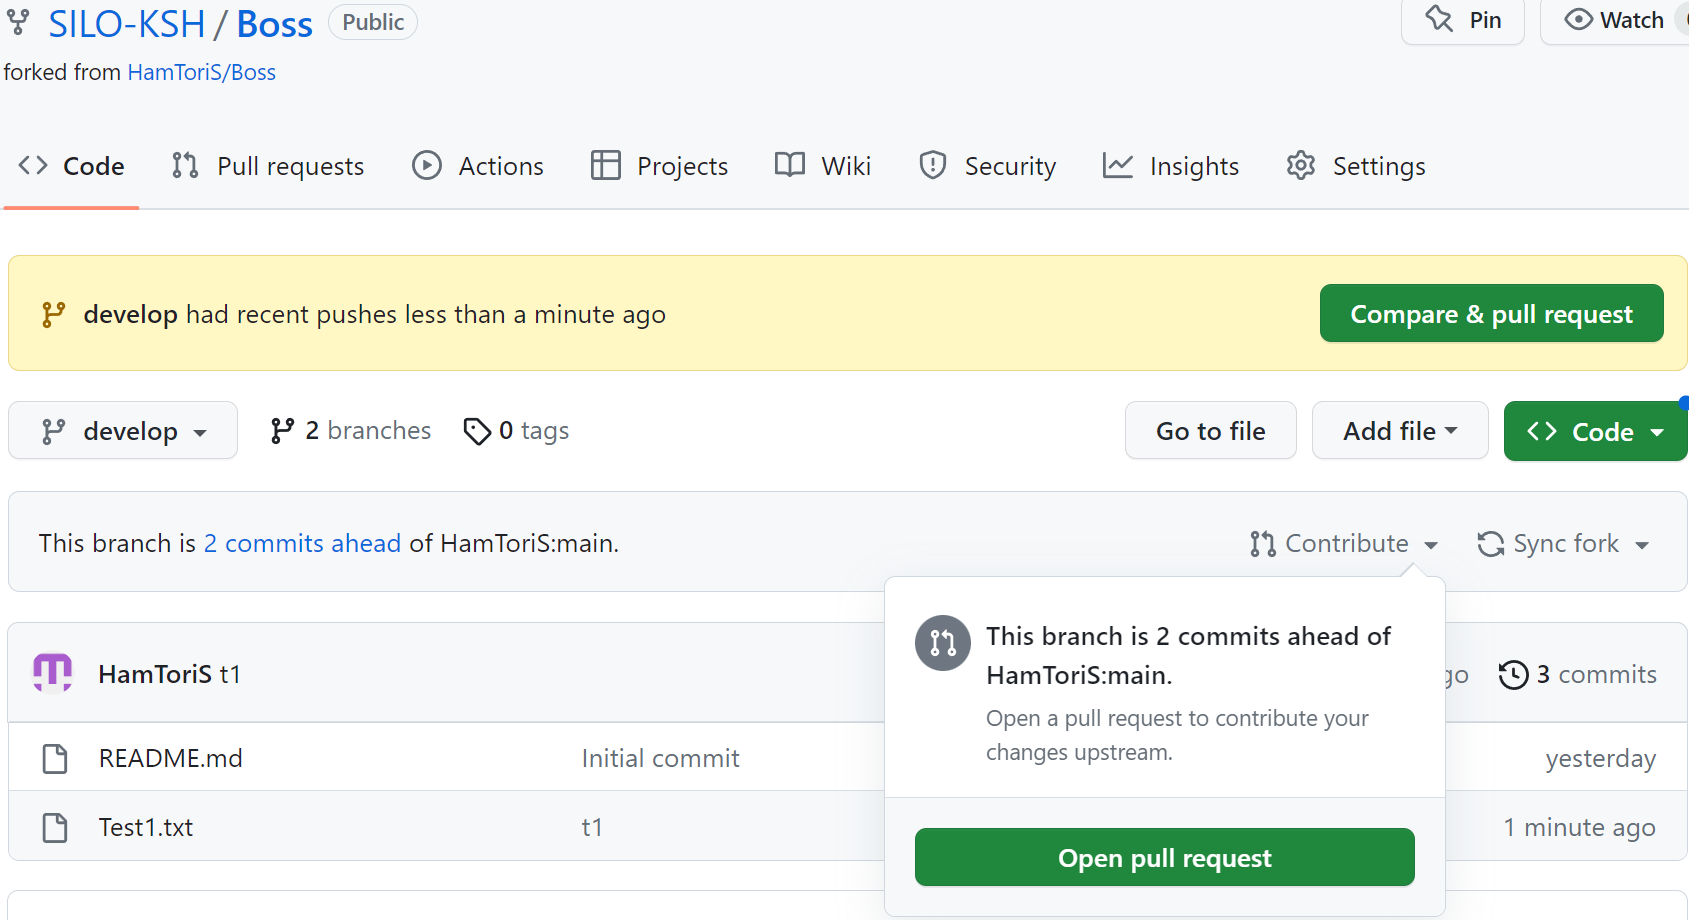 SILO-KSH / Boss Public
Pin
Watch
forked from HamToriS/Boss
Code
Pull requests
Actions
Projects
Wiki
Security
Insights
Settings
develop had recent pushes less than a minute ago
Compare & pull request
develop
2 branches
0 tags
Go to file
Add file
Code
This branch is 2 commits ahead of HamToriS:main.
Contribute
Sync fork
This branch is 2 commits ahead of
HamToriS:main.
Open a pull request to contribute your
changes upstream.
Open pull request
HamToriS t1
go
3 commits
README.md
Initial commit
yesterday
Test1.txt
t1
1 minute ago